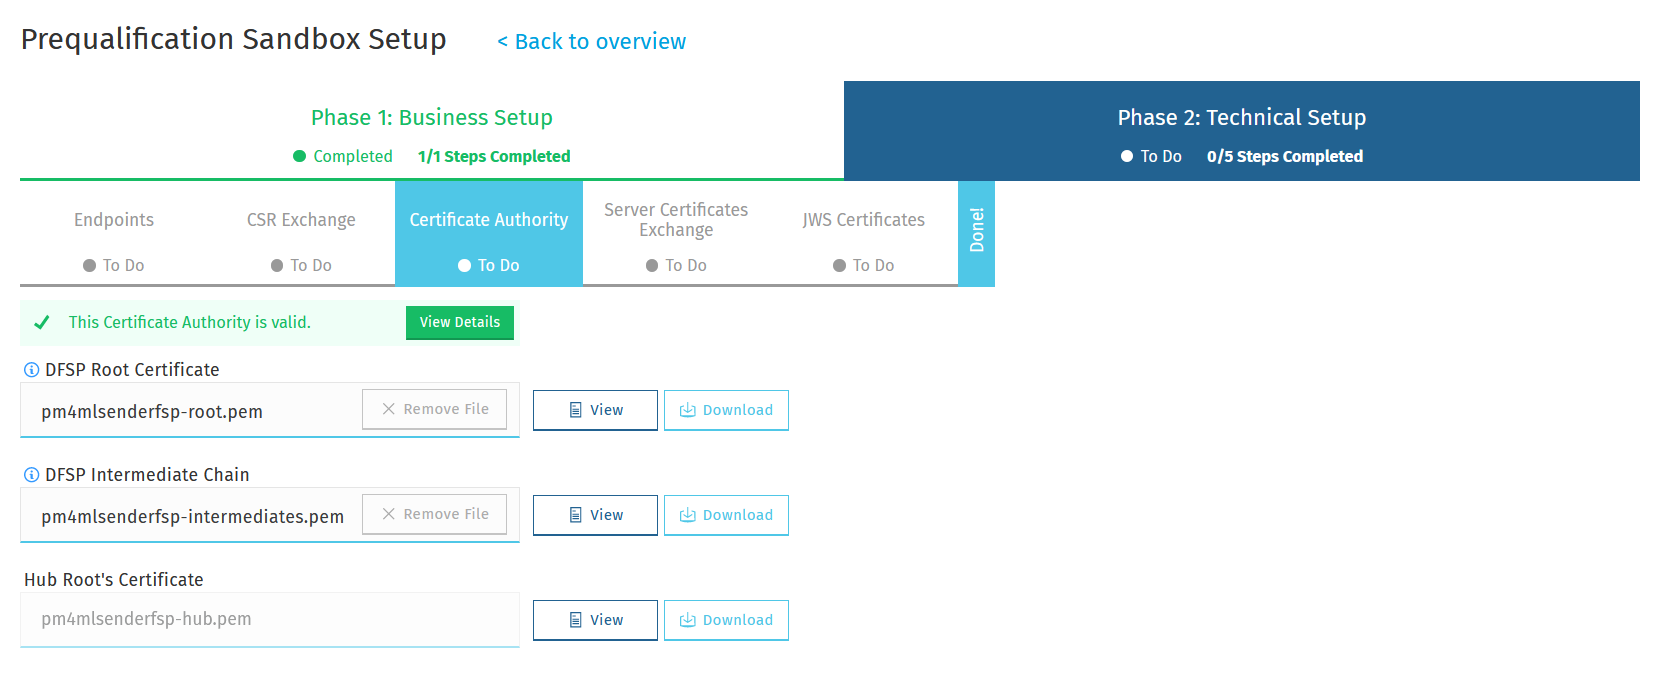 Prequalification Sandbox Setup < Back to overview
Phase 1: Business Setup
Completed 1/1 Steps Completed
Phase 2: Technical Setup
To Do 0/5 Steps Completed
Endpoints
To Do
CSR Exchange
To Do
Certificate Authority
To Do
Server Certificates
Exchange
To Do
JWS Certificates
To Do
Done!
This Certificate Authority is valid. View Details
DFSP Root Certificate
pm4mlsenderfsp-root.pem Remove File View Download
DFSP Intermediate Chain
pm4mlsenderfsp-intermediates.pem Remove File View Download
Hub Root's Certificate
pm4mlsenderfsp-hub.pem View Download